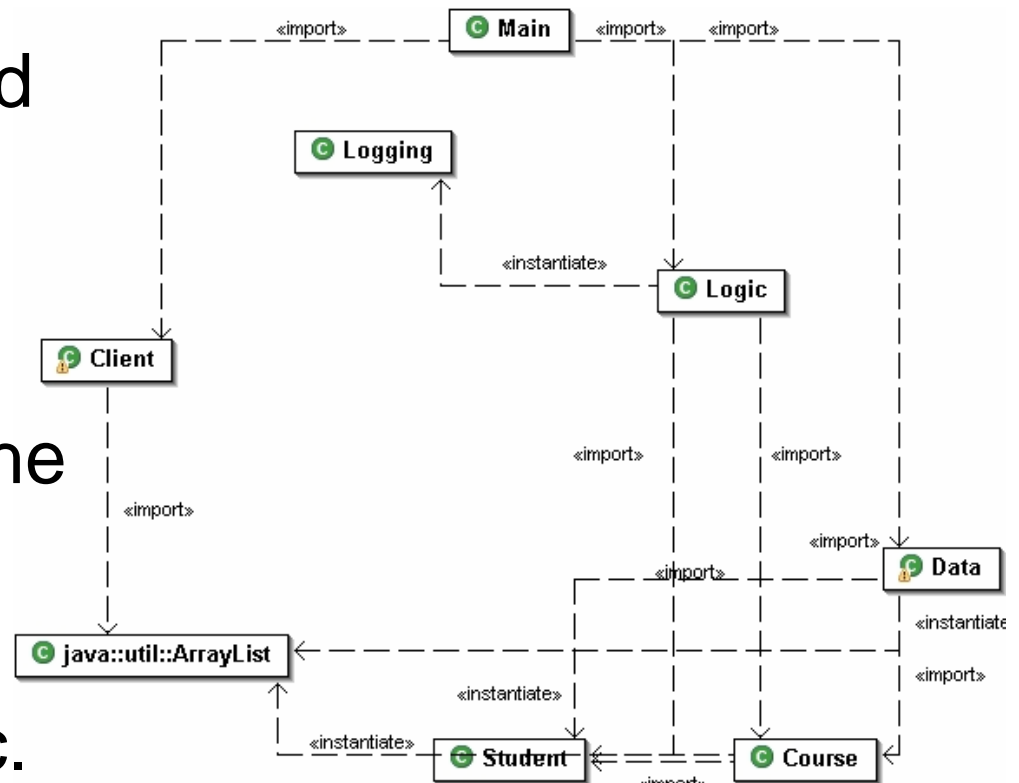 «import»
Main
«import»
«import»
d
C
Logging
«instantiate»
Logic
Client
ne
«import»
«import»
«import»
«import»
Data
«import»
«instantiate
java::util::ArrayList
«import»
«instantiate»
c.
«instantiate»
Student
Course
«import»